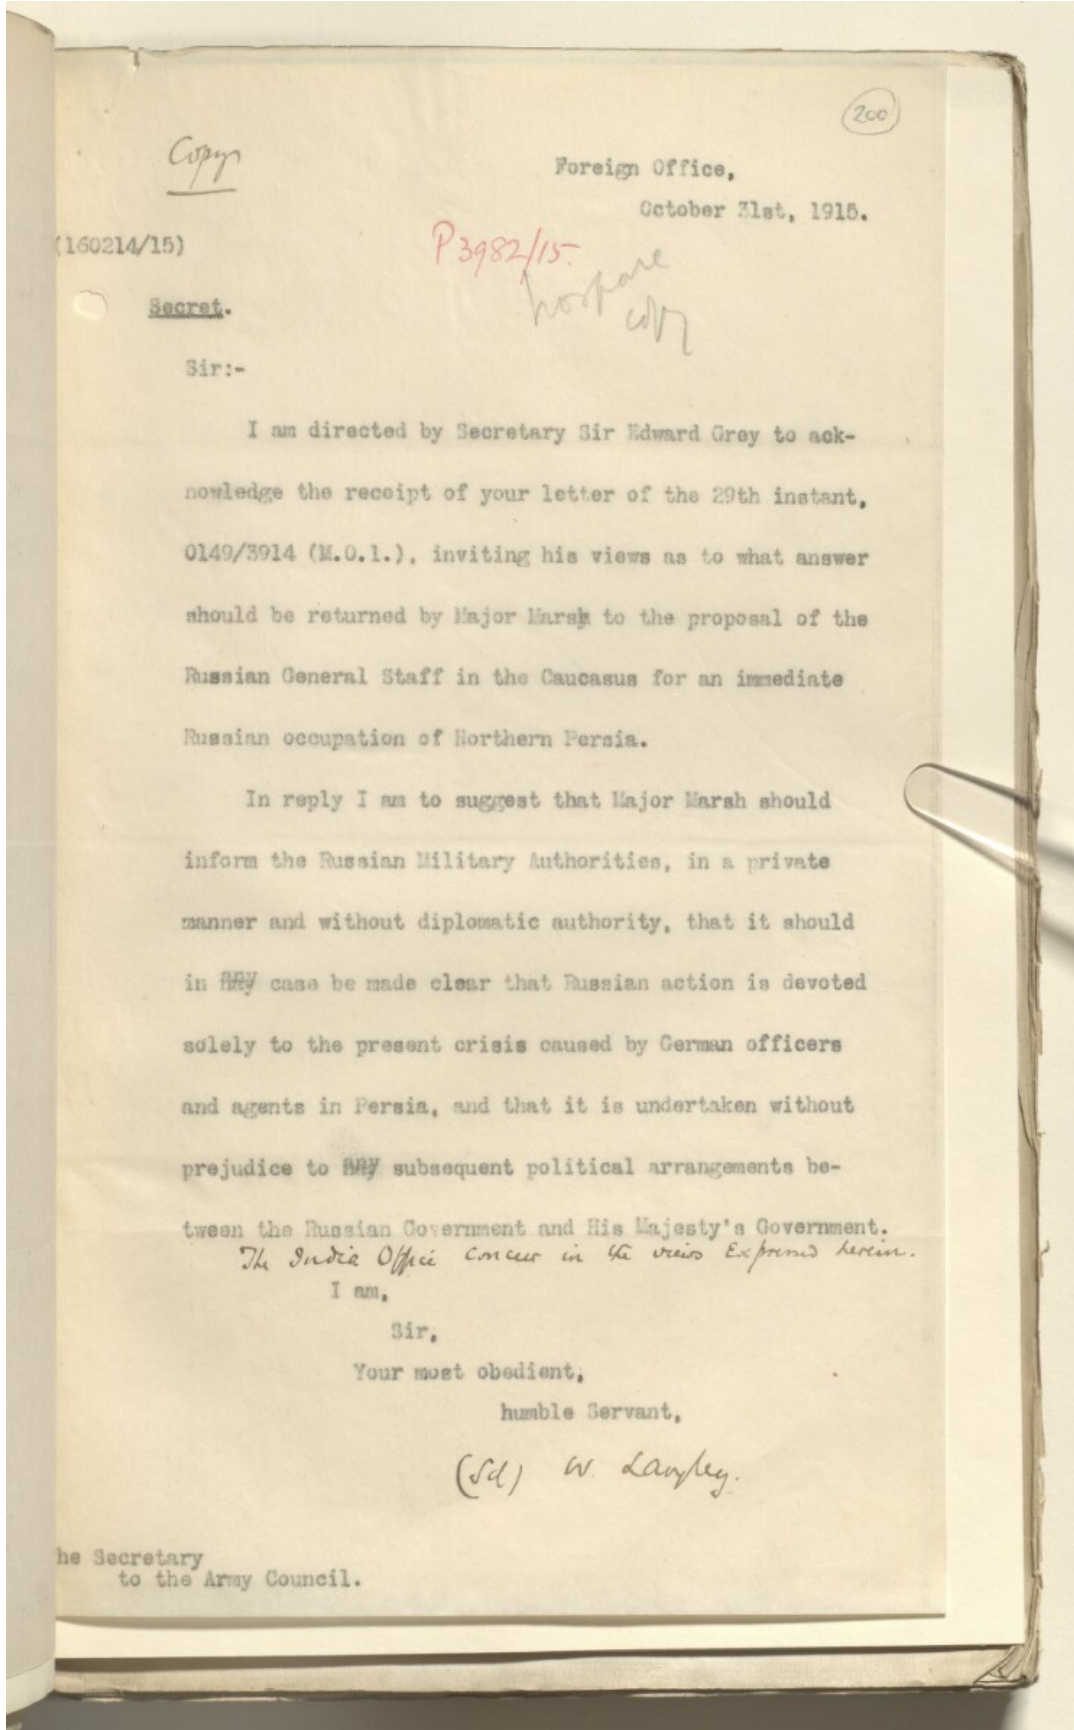 200
Copy
Foreign Office,
October 31st, 1915.
(160214/15)
P 3982/15.
no spare
copy
Secret.
Sir:-
I am directed by Secretary Sir Edward Grey to ack-
nowledge the receipt of your letter of the 29th instant,
0149/3914 (M.O.1.), inviting his views as to what answer
should be returned by Major Marsh to the proposal of the
Russian General Staff in the Caucasus for an immediate
Russian occupation of Northern Persia.
In reply I am to suggest that Major Marsh should
inform the Russian Military Authorities, in a private
manner and without diplomatic authority, that it should
in any case be made clear that Russian action is devoted
solely to the present crisis caused by German officers
and agents in Persia, and that it is undertaken without
prejudice to any subsequent political arrangements be-
tween the Russian Government and His Majesty's Government.
The India Office concur in the views expressed herein.
I am,
Sir,
Your most obedient,
humble Servant,
(Sd) W. Langley.
he Secretary
to the Army Council.